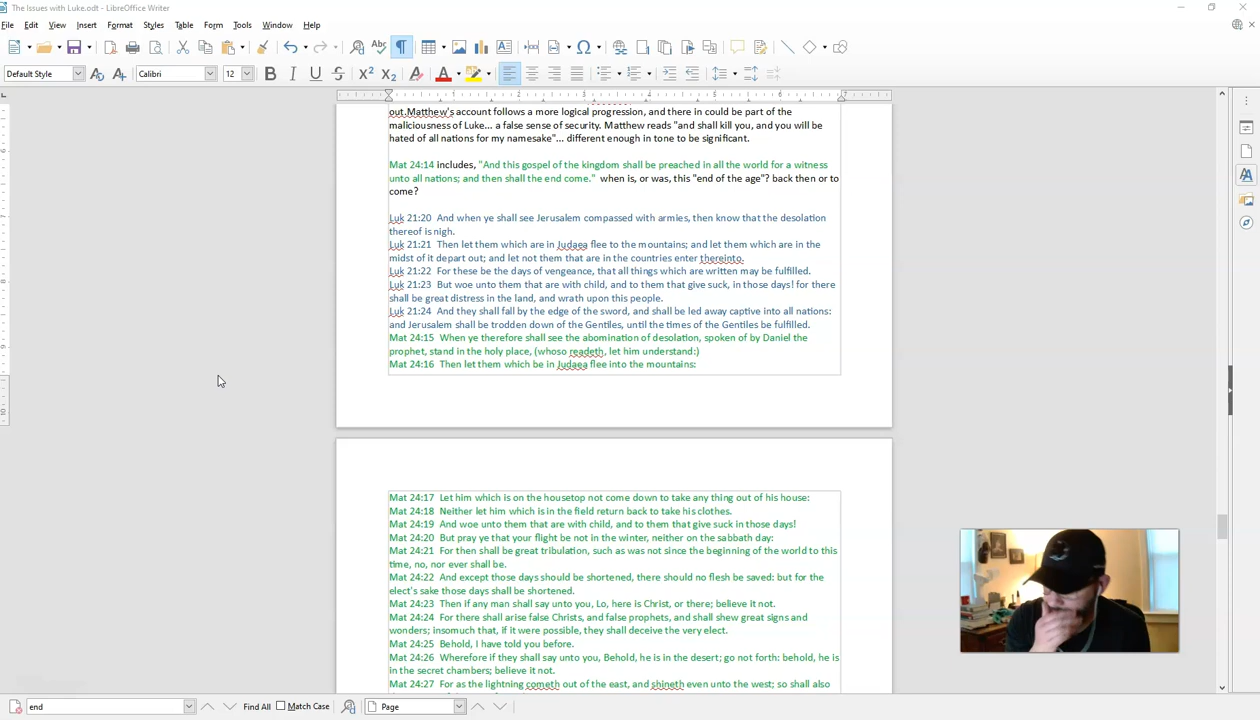 The Issues with Luke.odt - LibreOffice Writer
File Edit View Insert Format Styles Table Form Tools Window Help
Default Style Calibri 12
1 2 3 4 5 6 7
out.Matthew's account follows a more logical progression, and there in could be part of the
maliciousness of Luke... a false sense of security. Matthew reads "and shall kill you, and you will be
hated of all nations for my namesake"... different enough in tone to be significant.
Mat 24:14 includes, "And this gospel of the kingdom shall be preached in all the world for a witness
unto all nations; and then shall the end come." when is, or was, this "end of the age"? back then or to
come?
Luk 21:20 And when ye shall see Jerusalem compassed with armies, then know that the desolation
thereof is nigh.
Luk 21:21 Then let them which are in Judaea flee to the mountains; and let them which are in the
midst of it depart out; and let not them that are in the countries enter thereinto.
Luk 21:22 For these be the days of vengeance, that all things which are written may be fulfilled.
Luk 21:23 But woe unto them that are with child, and to them that give suck, in those days! for there
shall be great distress in the land, and wrath upon this people.
Luk 21:24 And they shall fall by the edge of the sword, and shall be led away captive into all nations:
and Jerusalem shall be trodden down of the Gentiles, until the times of the Gentiles be fulfilled.
Mat 24:15 When ye therefore shall see the abomination of desolation, spoken of by Daniel the
prophet, stand in the holy place, (whoso readeth, let him understand:)
Mat 24:16 Then let them which be in Judaea flee into the mountains:
Mat 24:17 Let him which is on the housetop not come down to take any thing out of his house:
Mat 24:18 Neither let him which is in the field return back to take his clothes.
Mat 24:19 And woe unto them that are with child, and to them that give suck in those days!
Mat 24:20 But pray ye that your flight be not in the winter, neither on the sabbath day:
Mat 24:21 For then shall be great tribulation, such as was not since the beginning of the world to this
time, no, nor ever shall be.
Mat 24:22 And except those days should be shortened, there should no flesh be saved: but for the
elect's sake those days shall be shortened.
Mat 24:23 Then if any man shall say unto you, Lo, here is Christ, or there; believe it not.
Mat 24:24 For there shall arise false Christs, and false prophets, and shall shew great signs and
wonders; insomuch that, if it were possible, they shall deceive the very elect.
Mat 24:25 Behold, I have told you before.
Mat 24:26 Wherefore if they shall say unto you, Behold, he is in the desert; go not forth: behold, he is
in the secret chambers; believe it not.
Mat 24:27 For as the lightning cometh out of the east, and shineth even unto the west; so shall also
end Find All Match Case Page